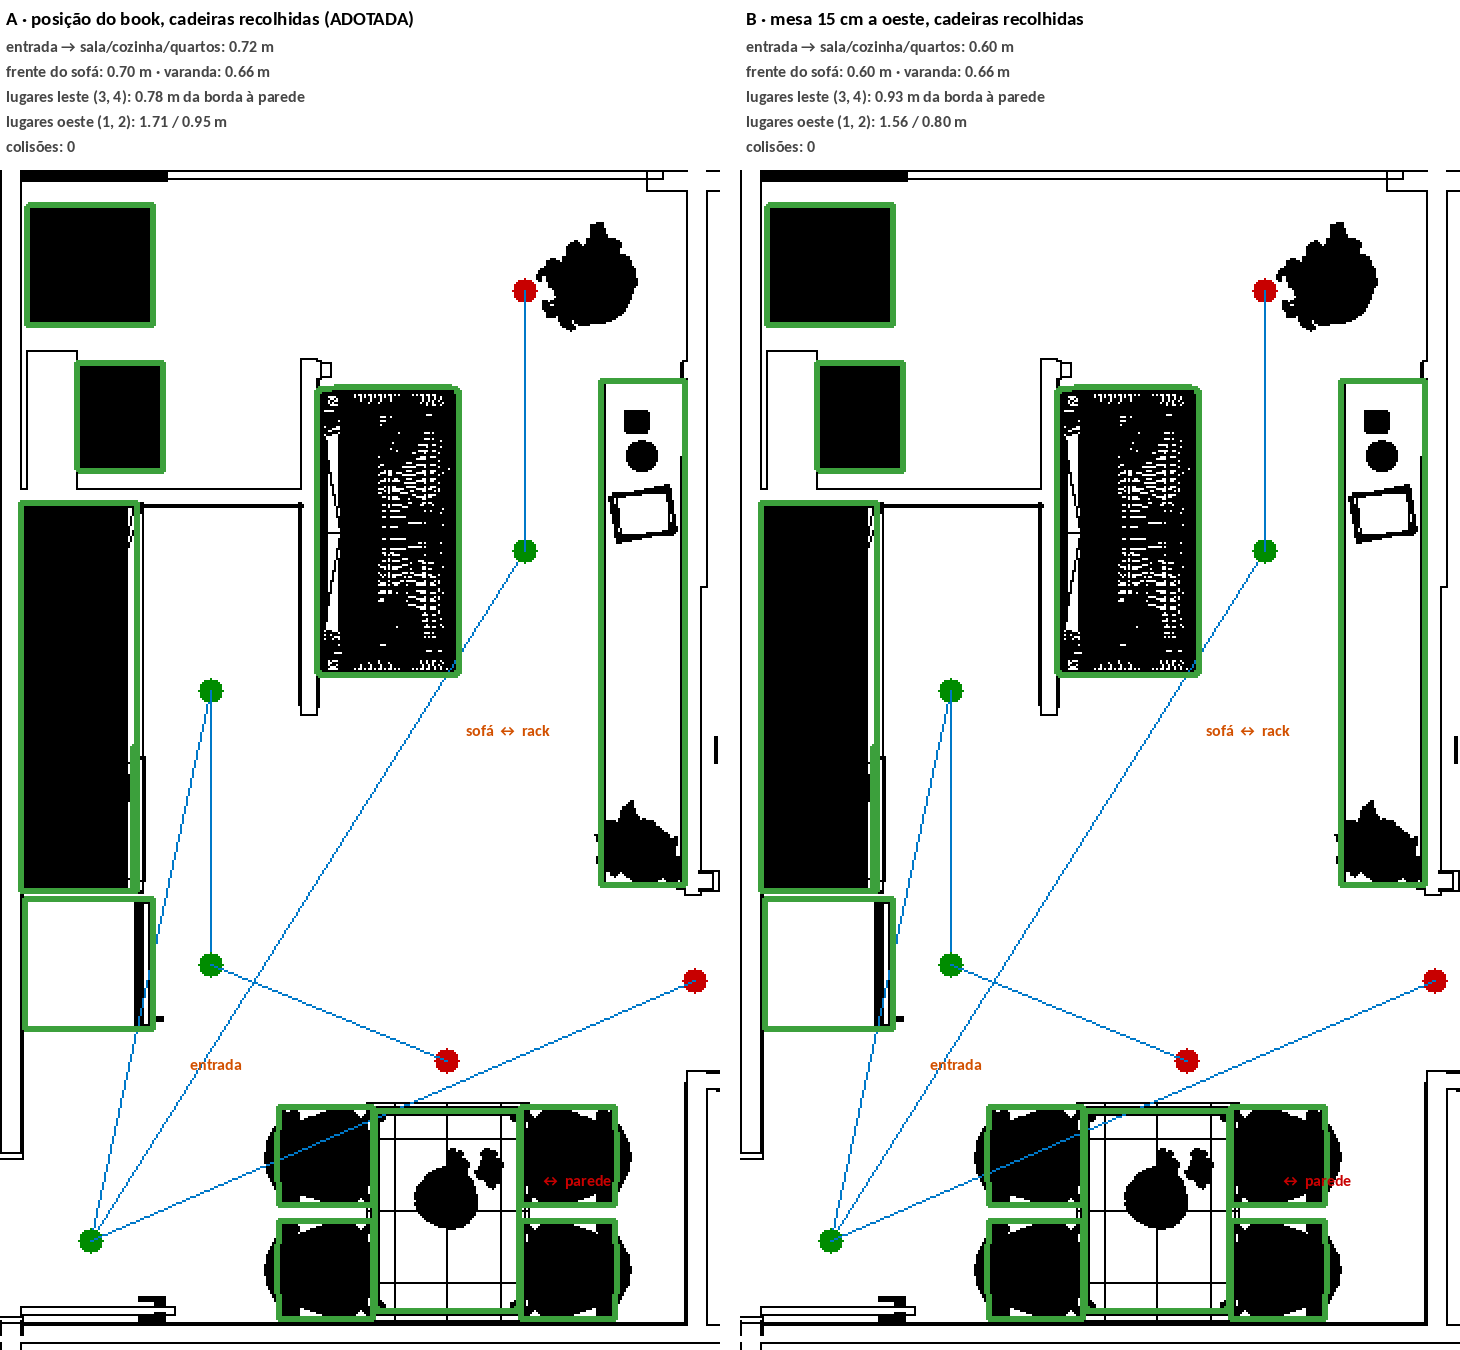 A · posição do book, cadeiras recolhidas (ADOTADA)
entrada → sala/cozinha/quartos: 0.72 m
frente do sofá: 0.70 m · varanda: 0.66 m
lugares leste (3, 4): 0.78 m da borda à parede
lugares oeste (1, 2): 1.71 / 0.95 m
colisões: 0
sofá ↔ rack
entrada
↔ parede
B · mesa 15 cm a oeste, cadeiras recolhidas
entrada → sala/cozinha/quartos: 0.60 m
frente do sofá: 0.60 m · varanda: 0.66 m
lugares leste (3, 4): 0.93 m da borda à parede
lugares oeste (1, 2): 1.56 / 0.80 m
colisões: 0
sofá ↔ rack
entrada
↔ parede